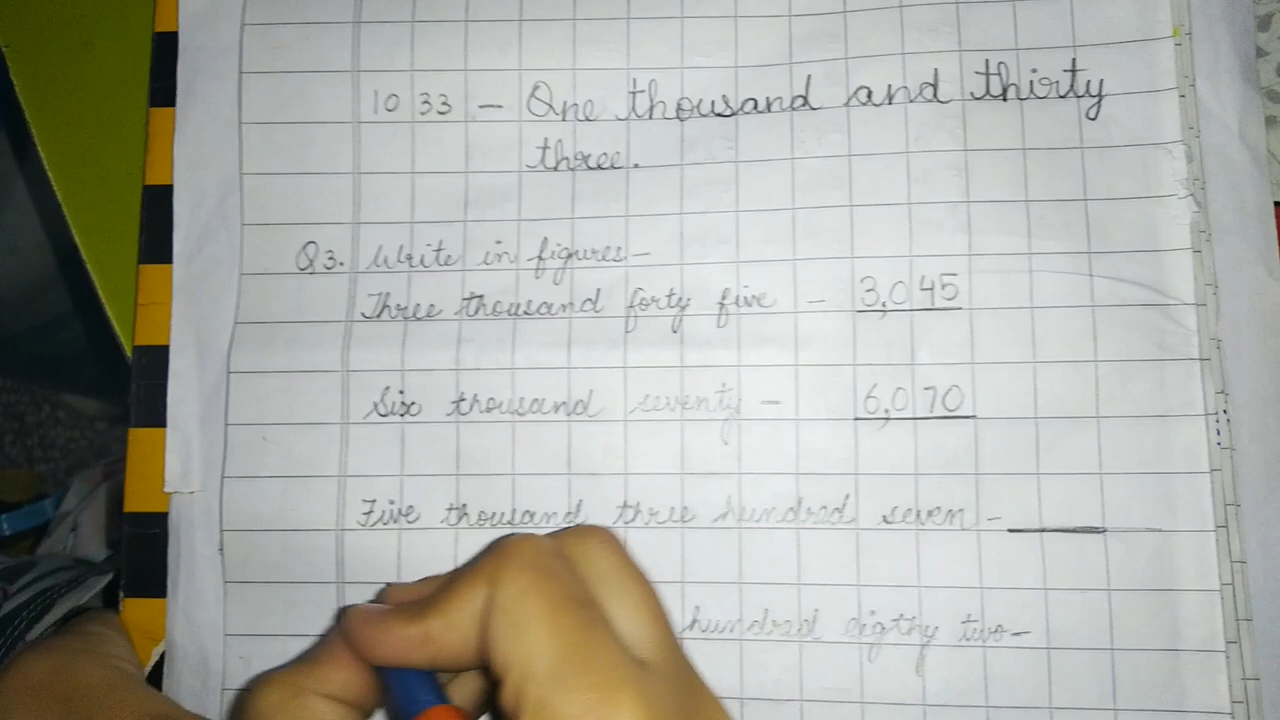 1033 - One thousand and thirty
three.
Q3. Write in figures-
Three thousand forty five - 3,045
Six thousand seventy - 6,070
Five thousand three hundred seven -
hundred eigthy two-